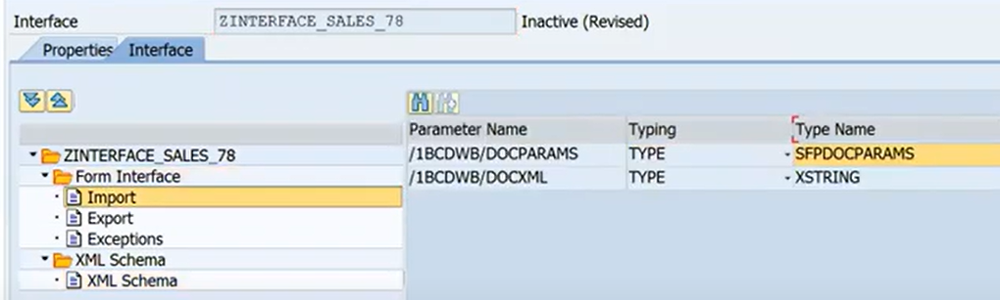 Interface ZINTERFACE_SALES_78 Inactive (Revised)
Properties Interface
Parameter Name Typing Type Name
ZINTERFACE_SALES_78 /1BCDWB/DOCPARAMS TYPE SFPDOCPARAMS
Form Interface /1BCDWB/DOCXML TYPE XSTRING
Import
Export
Exceptions
XML Schema
XML Schema